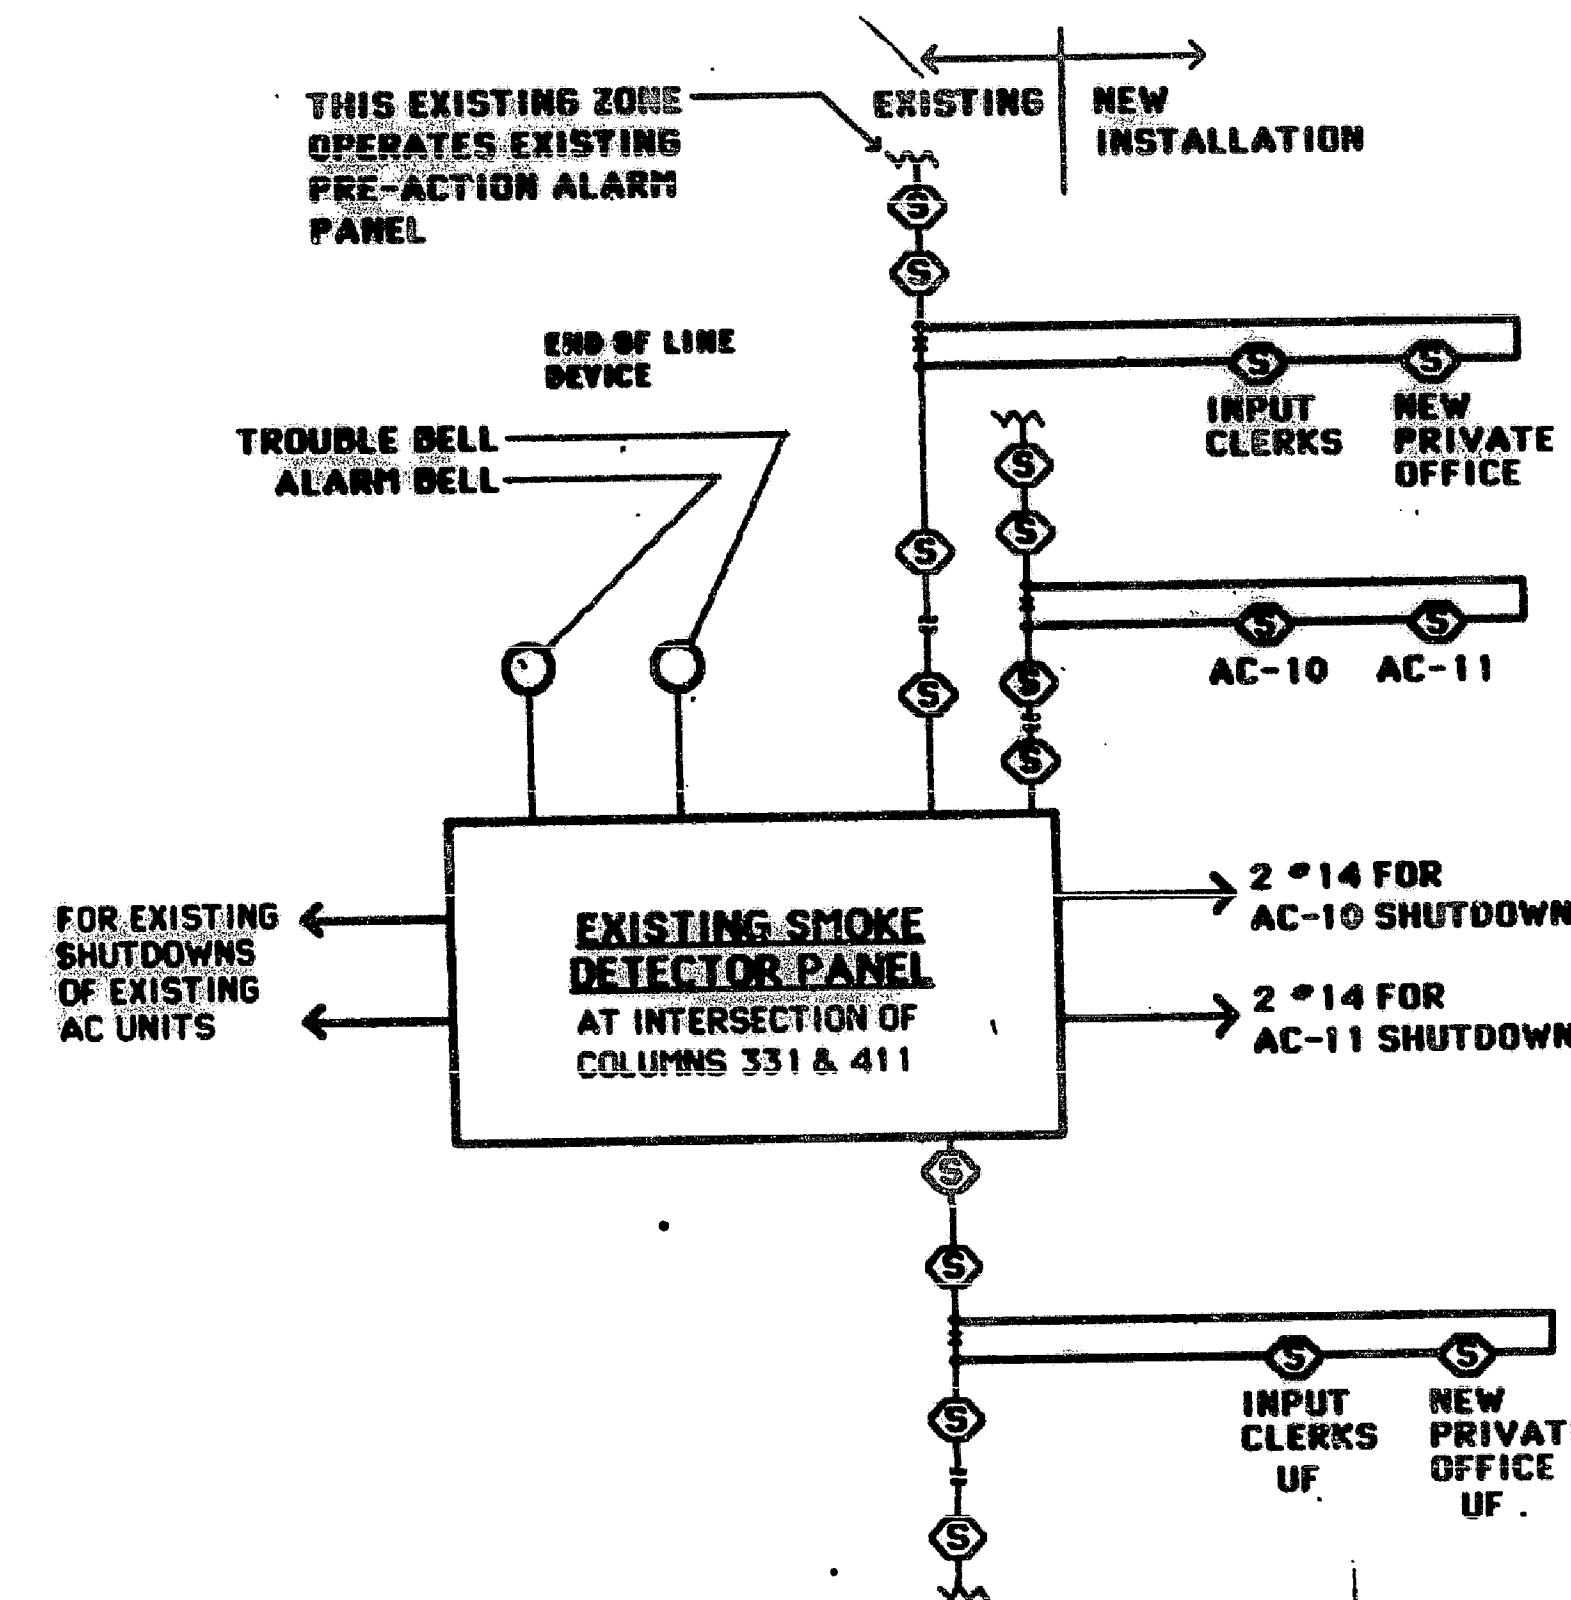 THIS EXISTING ZONE
OPERATES EXISTING
PRE-ACTION ALARM
PANEL
EXISTING
NEW
INSTALLATION
S
S
END OF LINE
DEVICE
S
S
INPUT
CLERKS
NEW
PRIVATE
OFFICE
TROUBLE BELL
ALARM BELL
S
S
S
S
S
AC-10
AC-11
S
S
S
S
FOR EXISTING
SHUTDOWNS
OF EXISTING
AC UNITS
EXISTING SMOKE
DETECTOR PANEL
AT INTERSECTION OF
COLUMNS 331 & 411
2 #14 FOR
AC-10 SHUTDOWN
2 #14 FOR
AC-11 SHUTDOWN
S
S
S
S
INPUT
CLERKS
UF
NEW
PRIVAT
OFFICE
UF
S
S